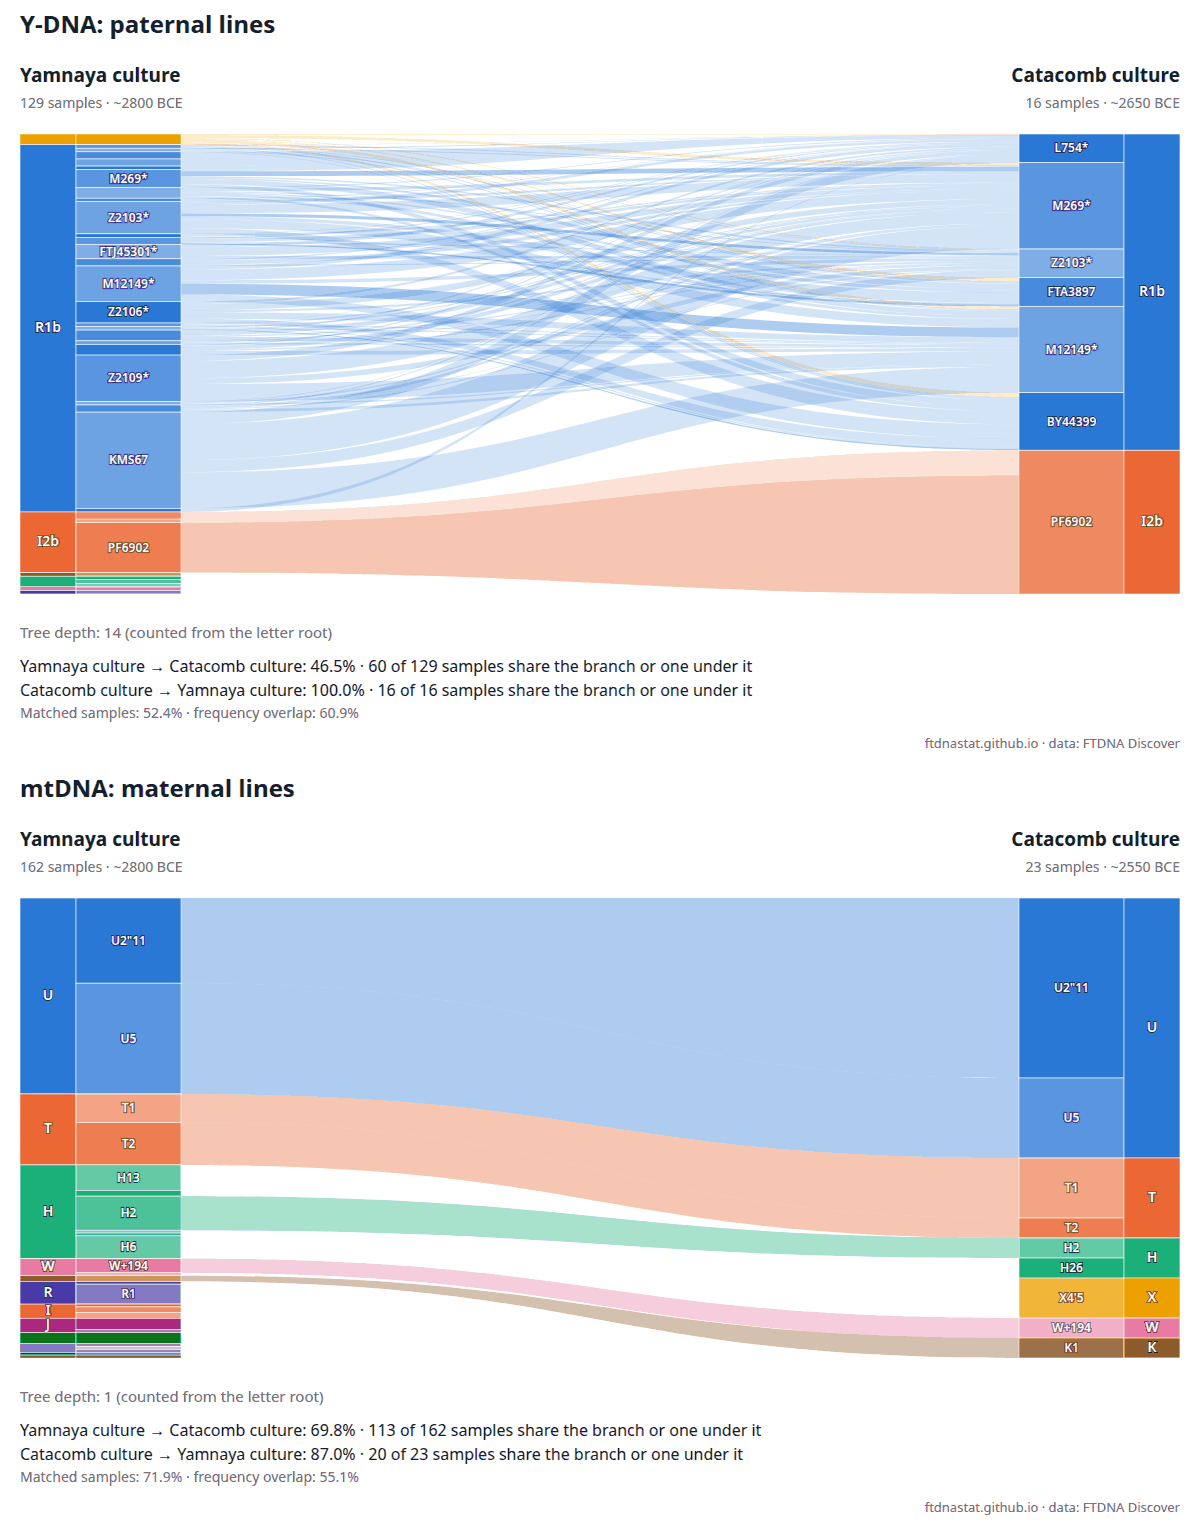 Y-DNA: paternal lines
Yamnaya culture
Catacomb culture
129 samples · ~2800 BCE
16 samples · ~2650 BCE
R1b
M269*
Z2103*
FTJ45301*
M12149*
Z2106*
Z2109*
KMS67
I2b
PF6902
L754*
M269*
Z2103*
FTA3897
M12149*
BY44399
PF6902
R1b
I2b
Tree depth: 14 (counted from the letter root)
Yamnaya culture → Catacomb culture: 46.5% · 60 of 129 samples share the branch or one under it
Catacomb culture → Yamnaya culture: 100.0% · 16 of 16 samples share the branch or one under it
Matched samples: 52.4% · frequency overlap: 60.9%
ftdnastat.github.io · data: FTDNA Discover
mtDNA: maternal lines
Yamnaya culture
Catacomb culture
162 samples · ~2800 BCE
23 samples · ~2550 BCE
U
T
H
W
R
I
J
U2"11
U5
T1
T2
H13
H2
H6
W+194
R1
U2"11
U5
T1
T2
H2
H26
X4'5
W+194
K1
U
T
H
X
W
K
Tree depth: 1 (counted from the letter root)
Yamnaya culture → Catacomb culture: 69.8% · 113 of 162 samples share the branch or one under it
Catacomb culture → Yamnaya culture: 87.0% · 20 of 23 samples share the branch or one under it
Matched samples: 71.9% · frequency overlap: 55.1%
ftdnastat.github.io · data: FTDNA Discover